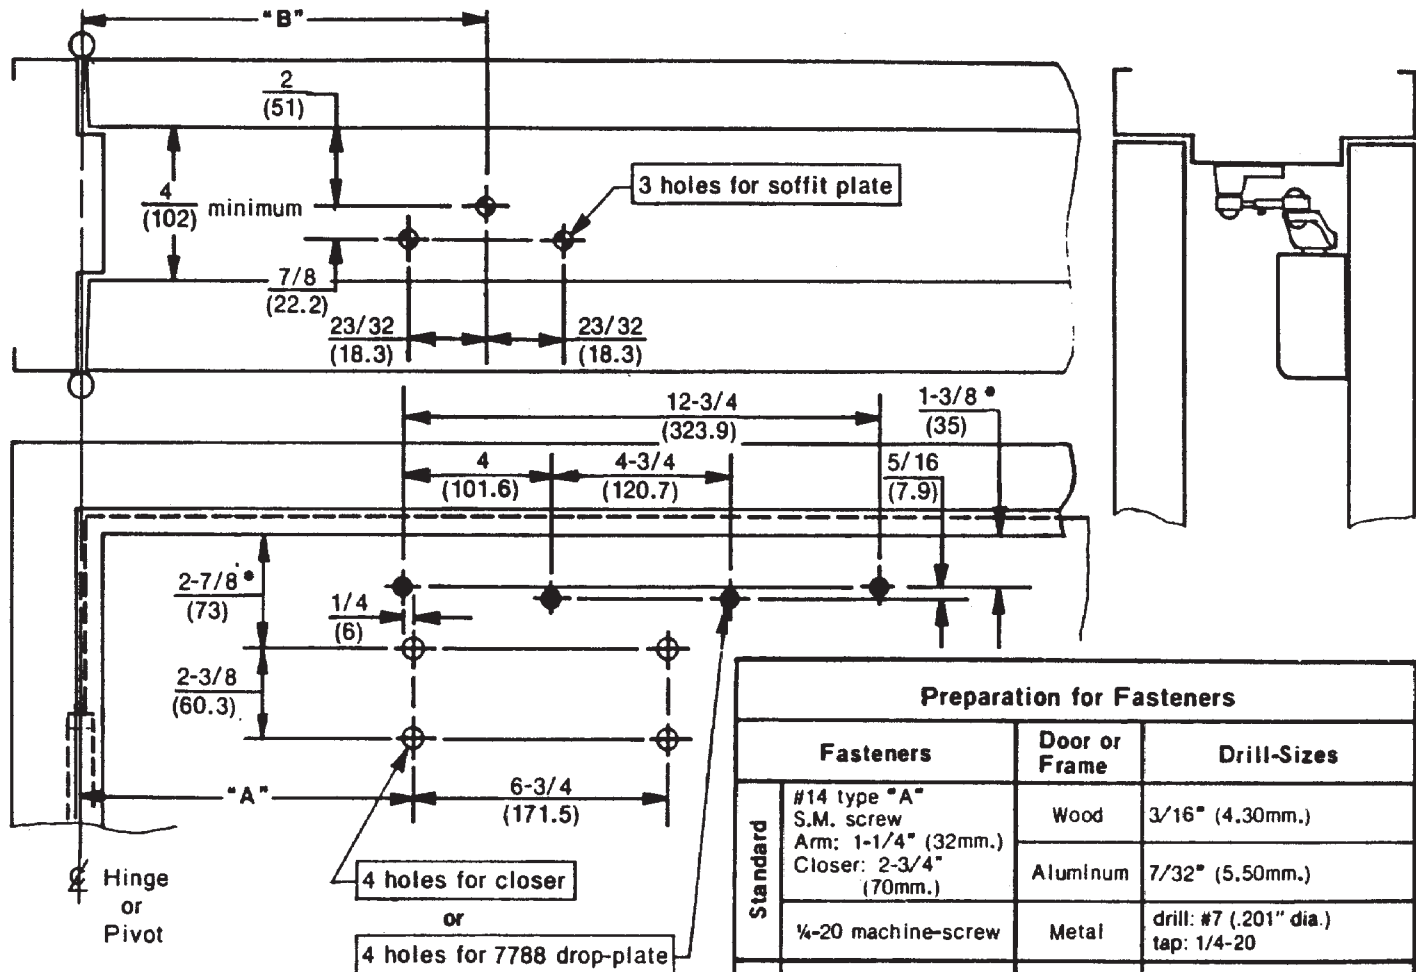 "B"
2
(51)
4
(102) minimum
3 holes for soffit plate
7/8
(22.2)
23/32
(18.3)
23/32
(18.3)
12-3/4
(323.9)
1-3/8 *
(35)
4
(101.6)
4-3/4
(120.7)
5/16
(7.9)
2-7/8 *
(73)
1/4
(6)
2-3/8
(60.3)
"A"
6-3/4
(171.5)
℄ Hinge
or
Pivot
4 holes for closer
or
4 holes for 7788 drop-plate
Preparation for Fasteners
Fasteners
Door or
Frame
Drill-Sizes
Standard
#14 type "A"
S.M. screw
Arm: 1-1/4" (32mm.)
Closer: 2-3/4"
(70mm.)
Wood
3/16" (4.30mm.)
Aluminum
7/32" (5.50mm.)
¼-20 machine-screw
Metal
drill: #7 (.201" dia.)
tap: 1/4-20